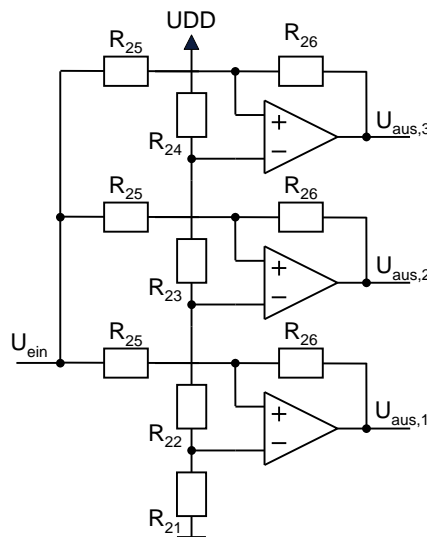 UDD
R25 R26
+
−
Uaus,3
R24
R25 R26
+
−
Uaus,2
R23
Uein
R25 R26
+
−
Uaus,1
R22
R21